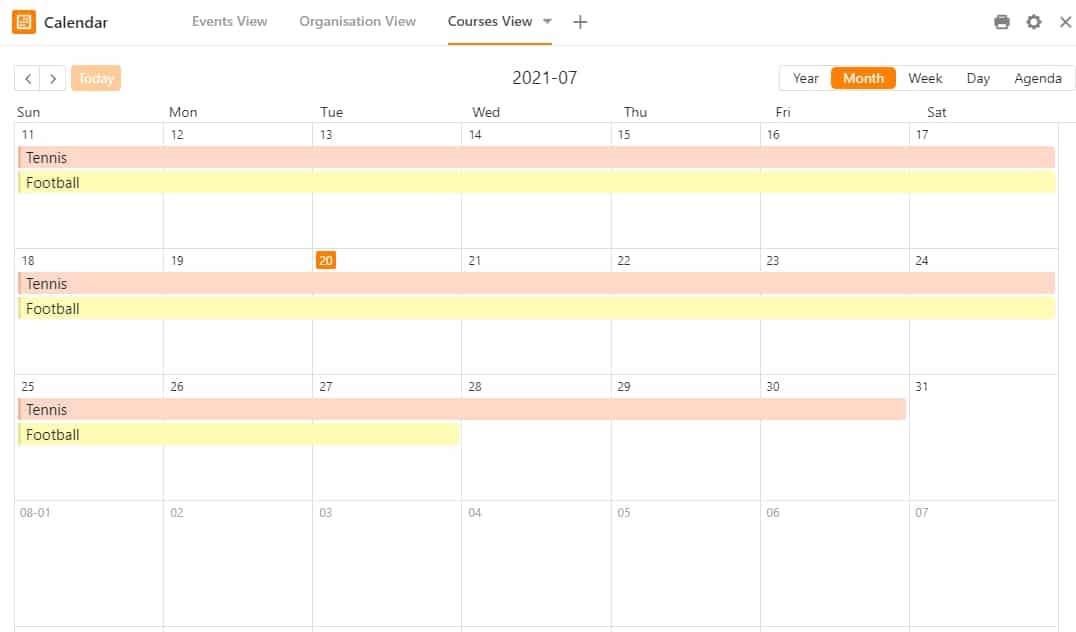 Calendar Events View Organisation View Courses View
Today 2021-07 Year Month Week Day Agenda
Sun Mon Tue Wed Thu Fri Sat
11 12 13 14 15 16 17
Tennis
Football
18 19 20 21 22 23 24
Tennis
Football
25 26 27 28 29 30 31
Tennis
Football
08-01 02 03 04 05 06 07